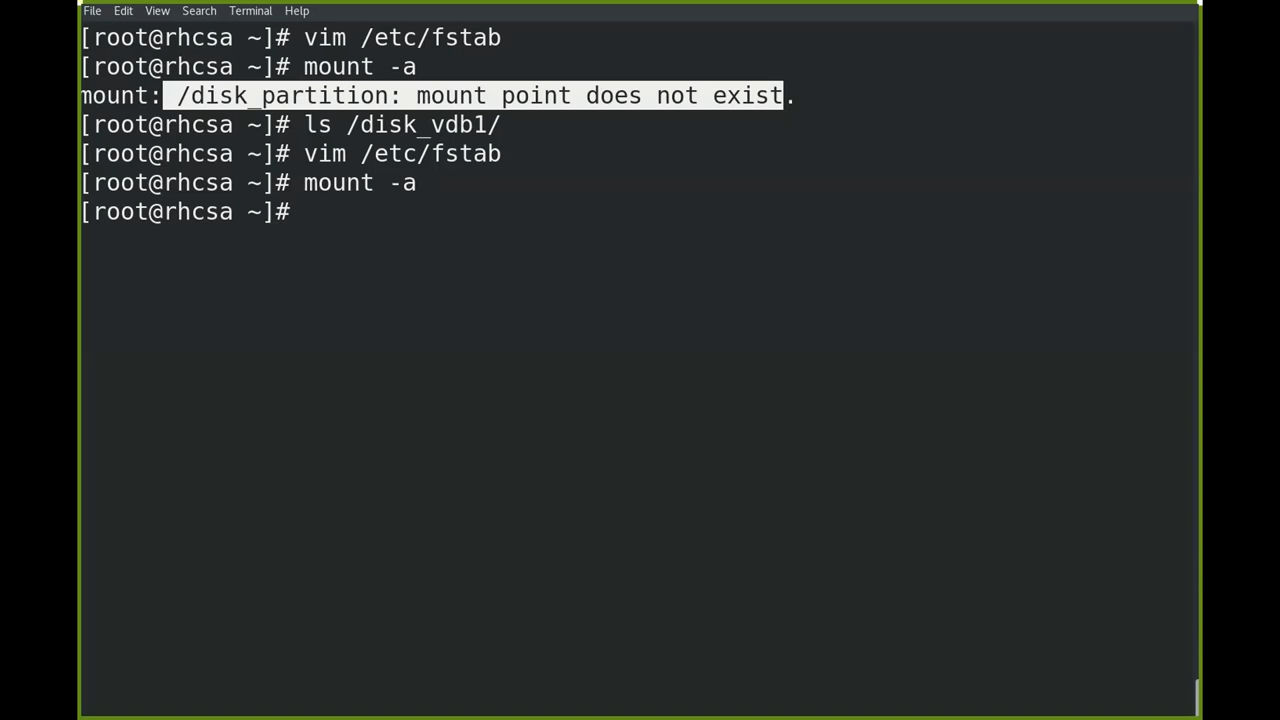 File Edit View Search Terminal Help
[root@rhcsa ~]# vim /etc/fstab
[root@rhcsa ~]# mount -a
mount: /disk_partition: mount point does not exist.
[root@rhcsa ~]# ls /disk_vdb1/
[root@rhcsa ~]# vim /etc/fstab
[root@rhcsa ~]# mount -a
[root@rhcsa ~]#